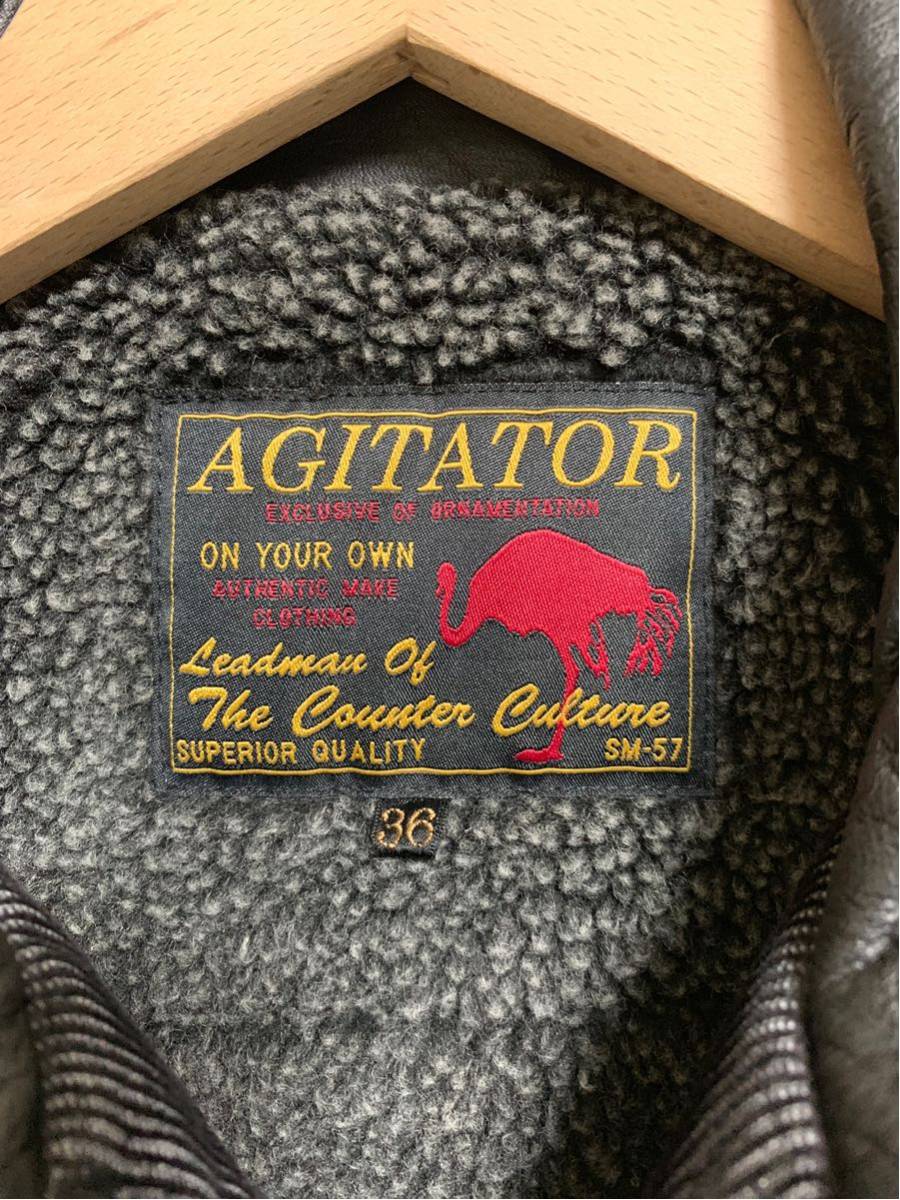 AGITATOR
EXCLUSIVE OF ORNAMENTATION
ON YOUR OWN
AUTHENTIC MAKE
CLOTHING
Leadman Of
The Counter Culture
SUPERIOR QUALITY SM-57
36